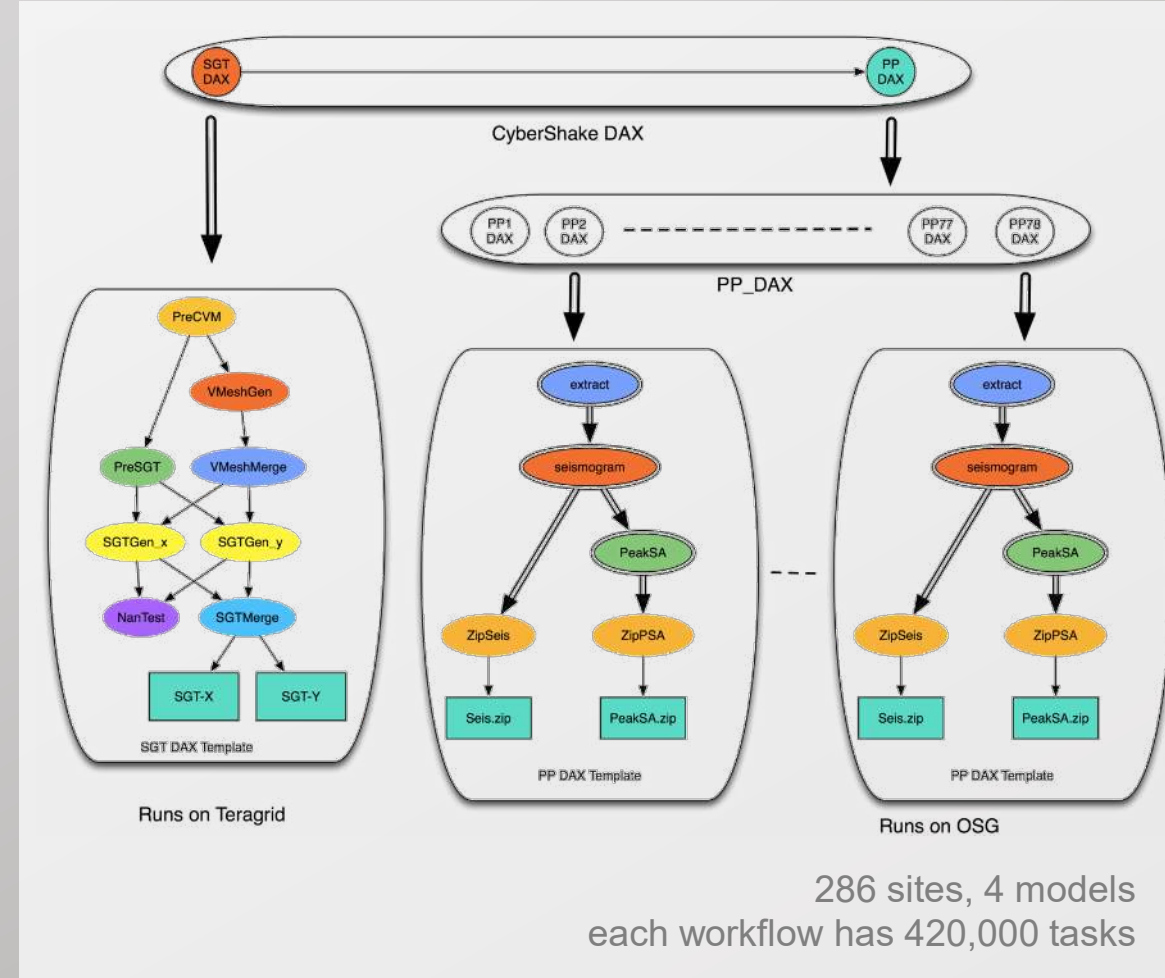 SGT
DAX
PP
DAX
CyberShake DAX
PP1
DAX
PP2
DAX
PP77
DAX
PP78
DAX
PP_DAX
PreCVM
VMeshGen
PreSGT
VMeshMerge
SGTGen_x
SGTGen_y
NanTest
SGTMerge
SGT-X
SGT-Y
SGT DAX Template
Runs on Teragrid
extract
seismogram
PeakSA
ZipSeis
ZipPSA
Seis.zip
PeakSA.zip
PP DAX Template
extract
seismogram
PeakSA
ZipSeis
ZipPSA
Seis.zip
PeakSA.zip
PP DAX Template
Runs on OSG
286 sites, 4 models
each workflow has 420,000 tasks